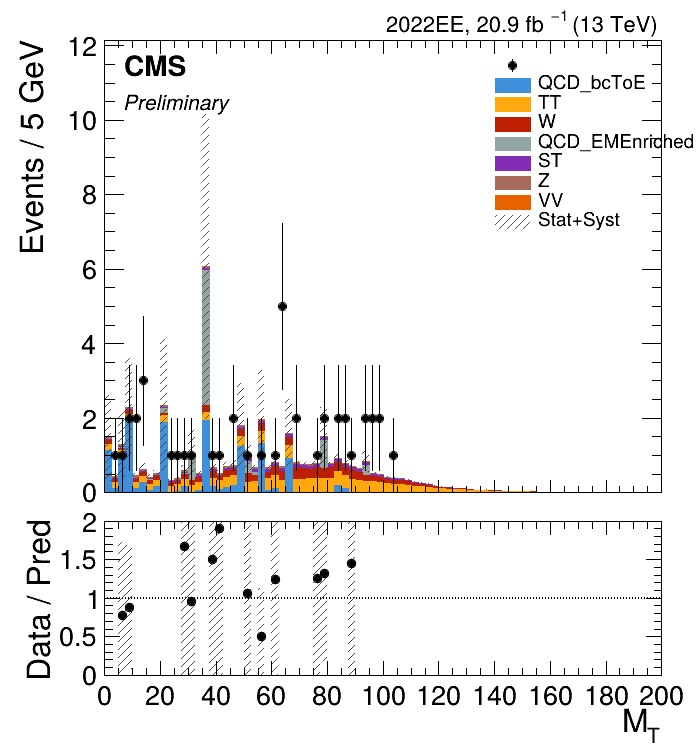 2022EE, 20.9 fb⁻¹ (13 TeV)
CMS
Preliminary
Events / 5 GeV
12
10
8
6
4
2
0
QCD_bcToE
TT
W
QCD_EMEnriched
ST
Z
VV
Stat+Syst
Data / Pred
2
1.5
1
0.5
0
0 20 40 60 80 100 120 140 160 180 200
M_T